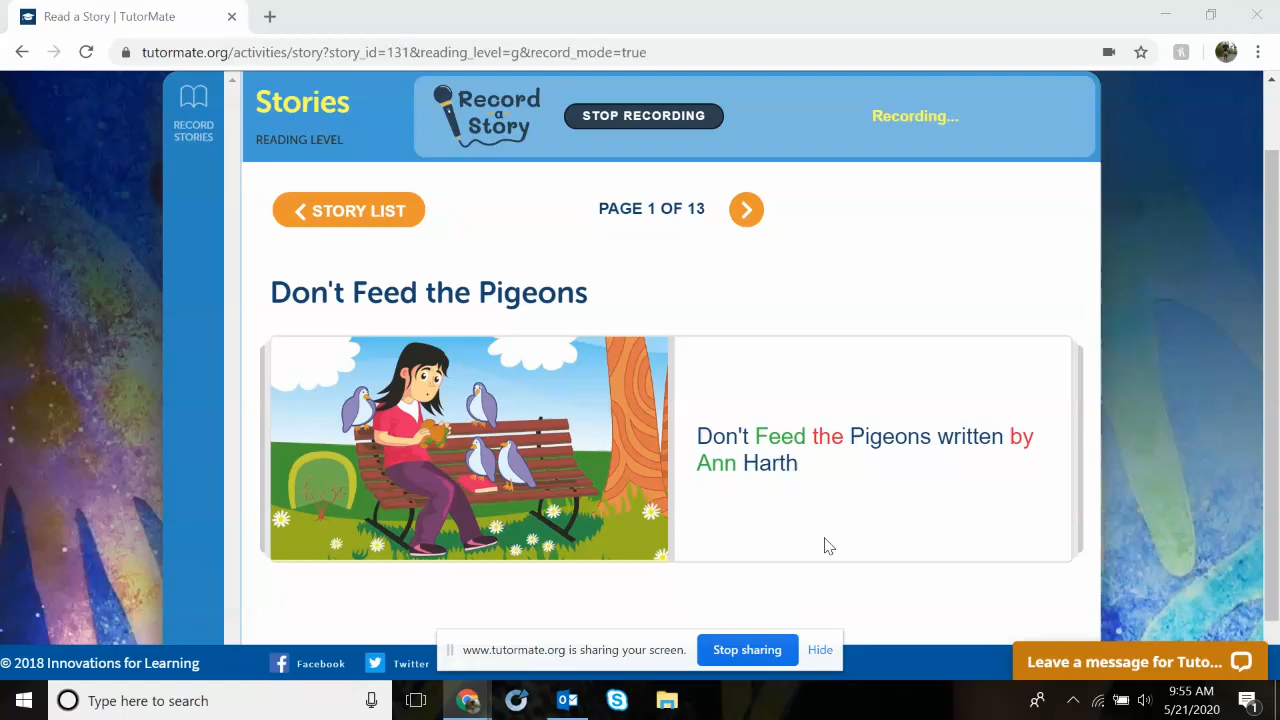 Read a Story | TutorMate
tutormate.org/activities/story?story_id=131&reading_level=g&record_mode=true
RECORD
STORIES
Stories
READING LEVEL
Record
a
Story
STOP RECORDING
Recording...
STORY LIST
PAGE 1 OF 13
Don't Feed the Pigeons
Don't Feed the Pigeons written by
Ann Harth
www.tutormate.org is sharing your screen.
Stop sharing
Hide
© 2018 Innovations for Learning
Facebook
Twitter
Leave a message for Tuto...
Type here to search
9:55 AM
5/21/2020
1